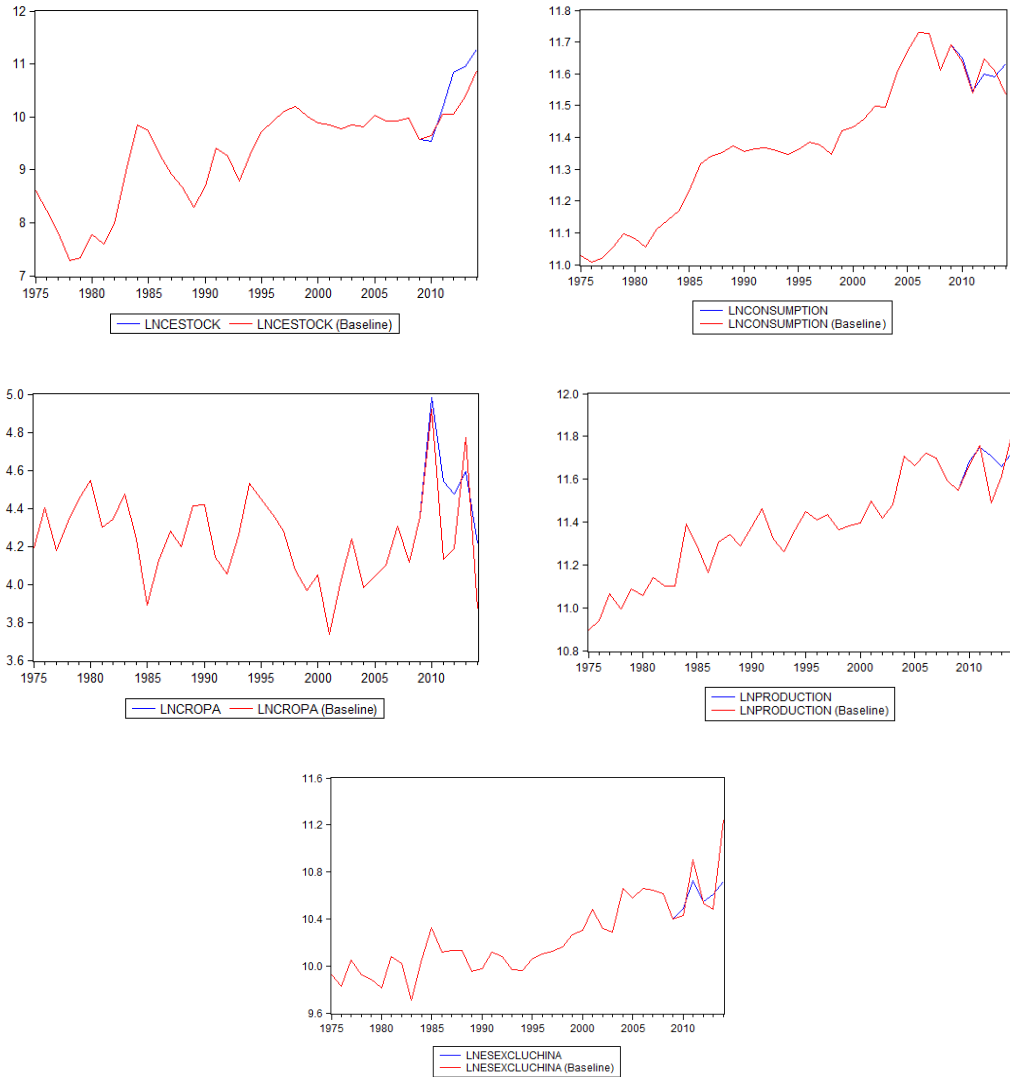 12
11
10
9
8
7
1975 1980 1985 1990 1995 2000 2005 2010
LNCESTOCK LNCESTOCK (Baseline)
11.8
11.7
11.6
11.5
11.4
11.3
11.2
11.1
11.0
1975 1980 1985 1990 1995 2000 2005 2010
LNCONSUMPTION
LNCONSUMPTION (Baseline)
5.0
4.8
4.6
4.4
4.2
4.0
3.8
3.6
1975 1980 1985 1990 1995 2000 2005 2010
LNCROPA LNCROPA (Baseline)
12.0
11.8
11.6
11.4
11.2
11.0
10.8
1975 1980 1985 1990 1995 2000 2005 2010
LNPRODUCTION
LNPRODUCTION (Baseline)
11.6
11.2
10.8
10.4
10.0
9.6
1975 1980 1985 1990 1995 2000 2005 2010
LNESEXCLUCHINA
LNESEXCLUCHINA (Baseline)